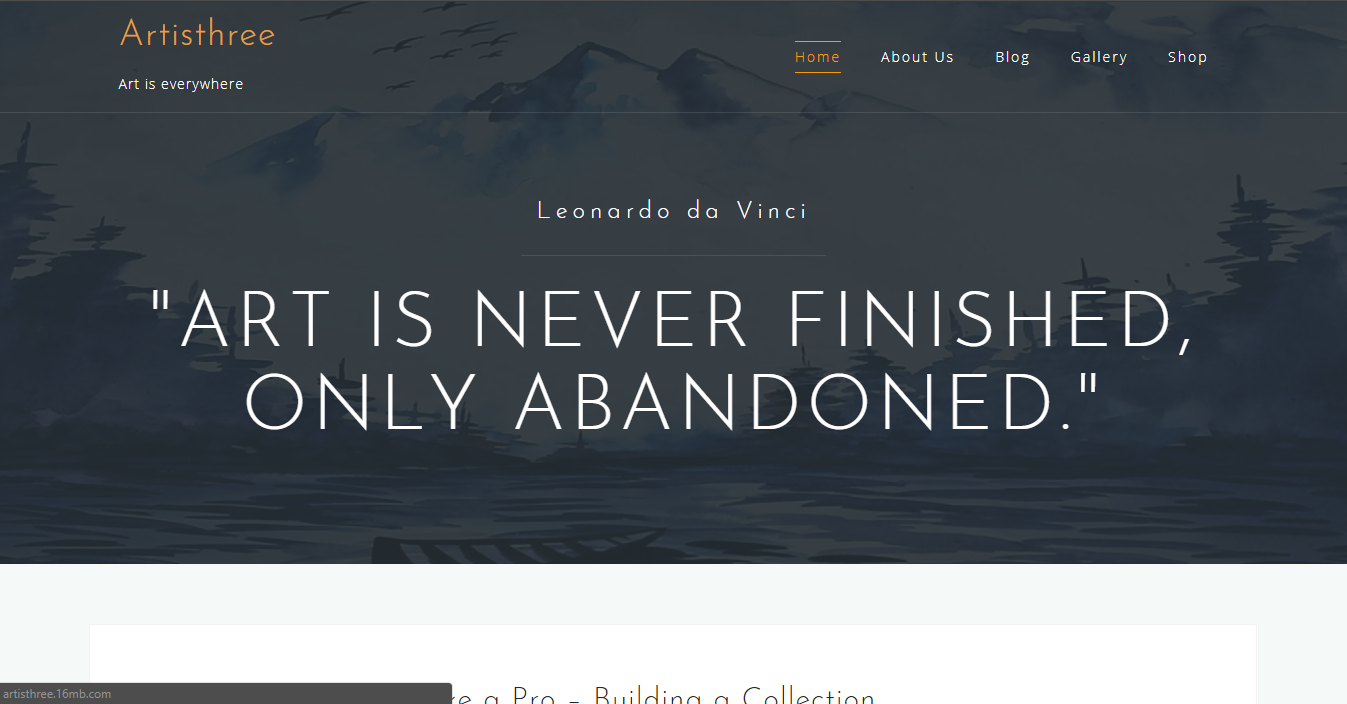 Artisthree
Art is everywhere
Home About Us Blog Gallery Shop
Leonardo da Vinci
"ART IS NEVER FINISHED,
ONLY ABANDONED."
a Pro – Building a Collection
artisthree.16mb.com